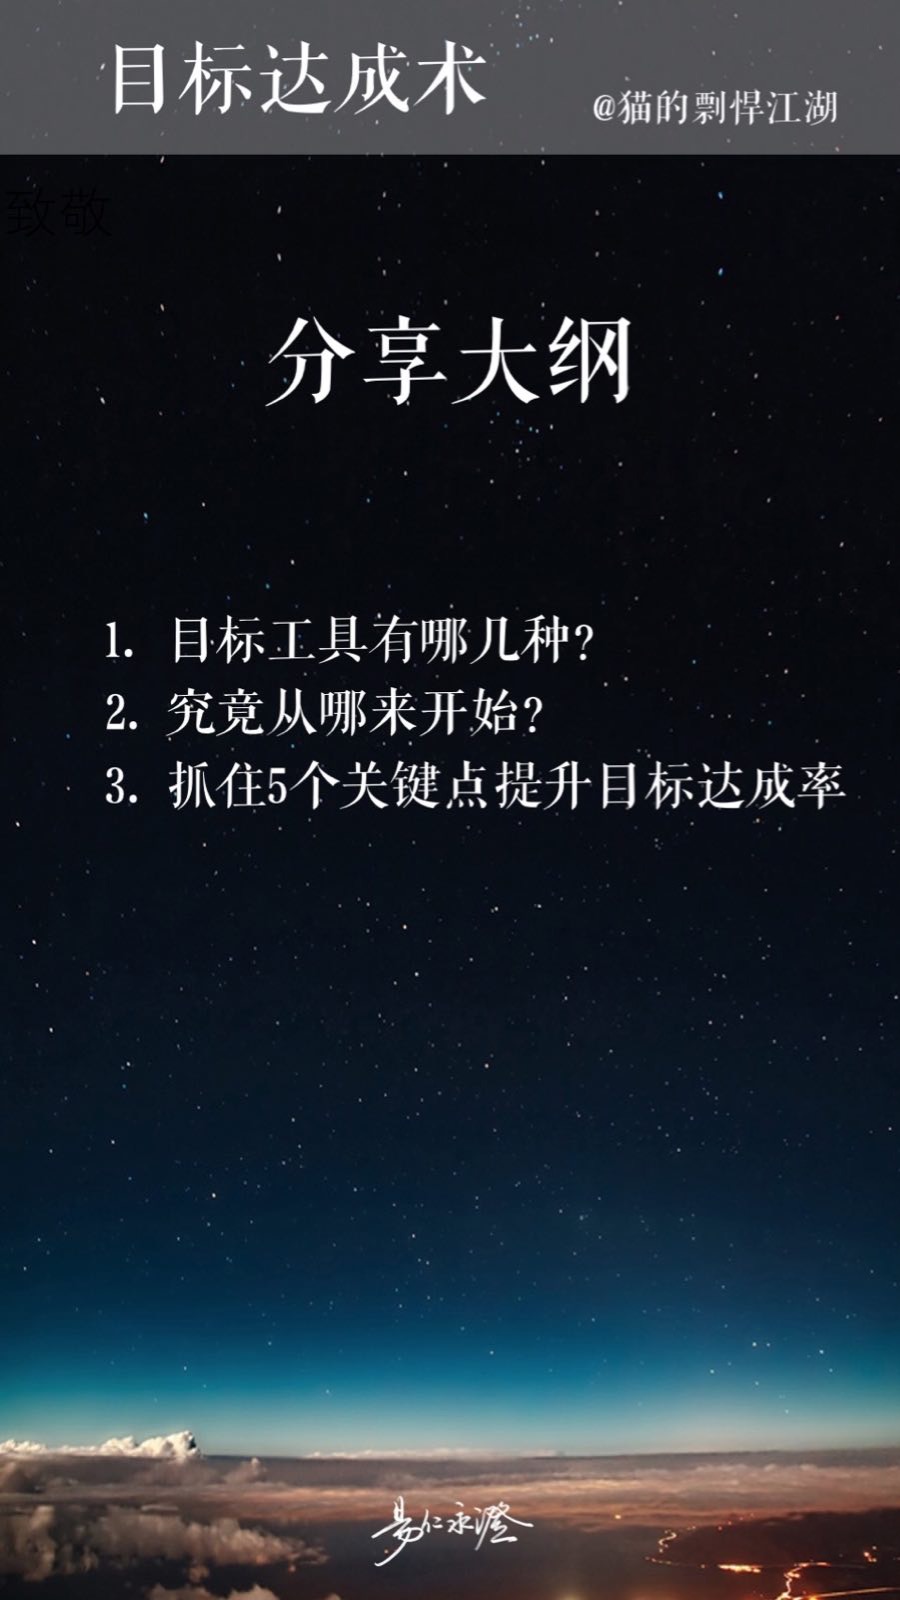 目标达成术
@猫的剽悍江湖
致敬
分享大纲
1. 目标工具有哪几种?
2. 究竟从哪来开始?
3. 抓住5个关键点提升目标达成率
易仁永澄